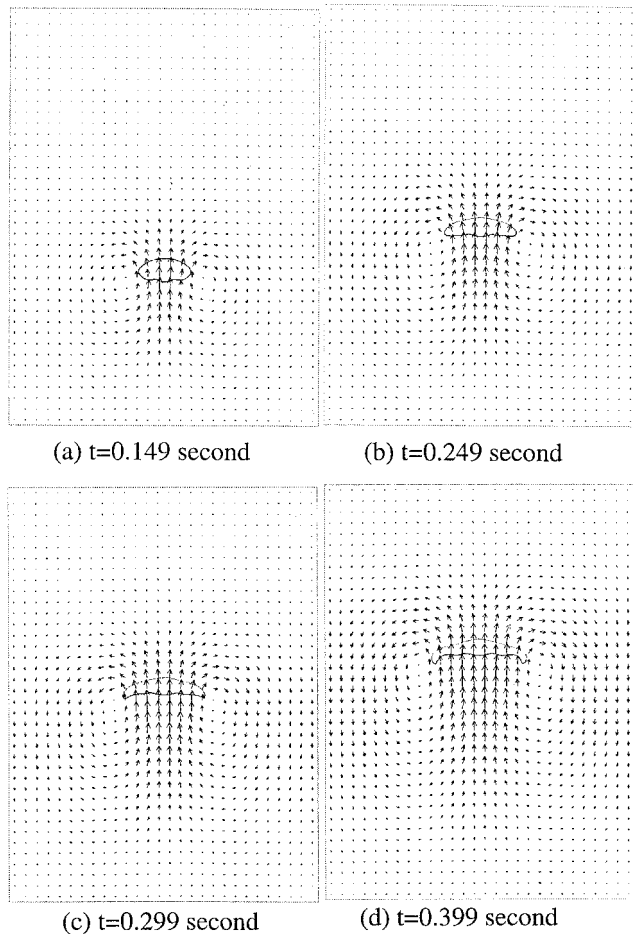 (a) t=0.149 second
(b) t=0.249 second
(c) t=0.299 second
(d) t=0.399 second